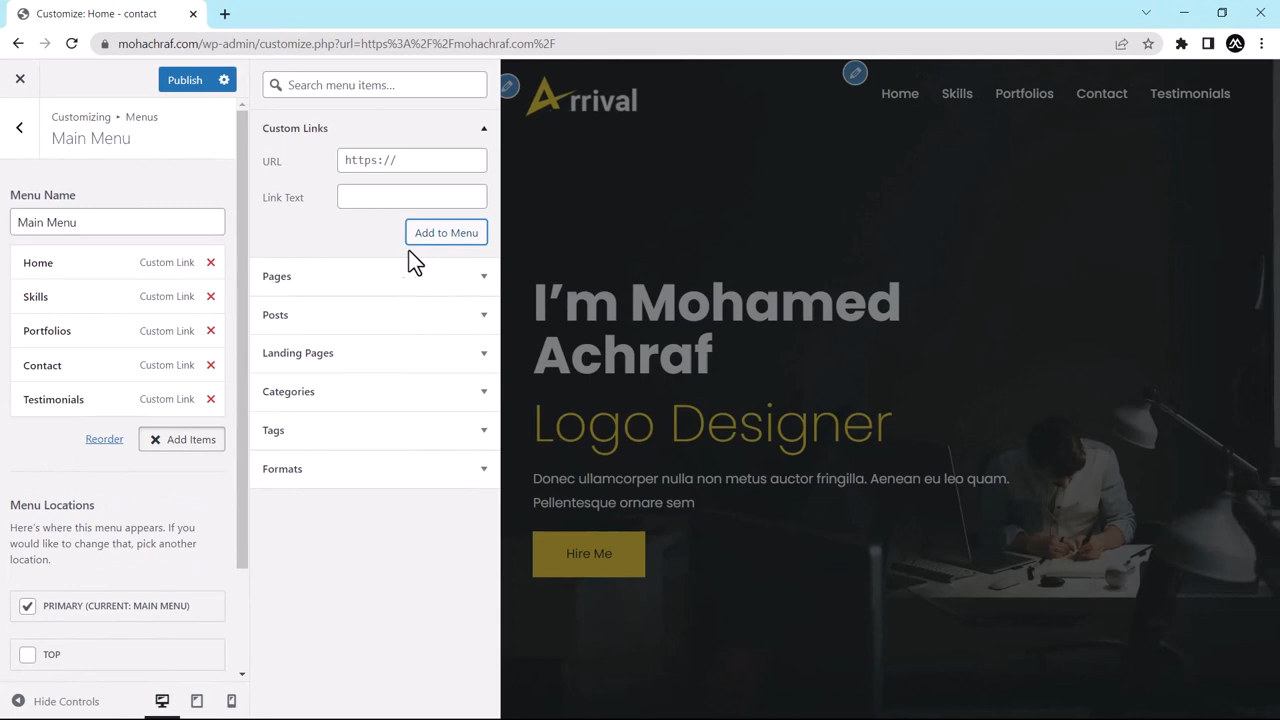 Customize: Home - contact
mohachraf.com/wp-admin/customize.php?url=https%3A%2F%2Fmohachraf.com%2F
Publish
Customizing ▸ Menus
Main Menu
Menu Name
Main Menu
Home Custom Link
Skills Custom Link
Portfolios Custom Link
Contact Custom Link
Testimonials Custom Link
Reorder Add Items
Menu Locations
Here's where this menu appears. If you
would like to change that, pick another
location.
PRIMARY (CURRENT: MAIN MENU)
TOP
Hide Controls
Search menu items...
Custom Links
URL https://
Link Text
Add to Menu
Pages
Posts
Landing Pages
Categories
Tags
Formats
Arrival
Home Skills Portfolios Contact Testimonials
I'm Mohamed
Achraf
Logo Designer
Donec ullamcorper nulla non metus auctor fringilla. Aenean eu leo quam.
Pellentesque ornare sem
Hire Me